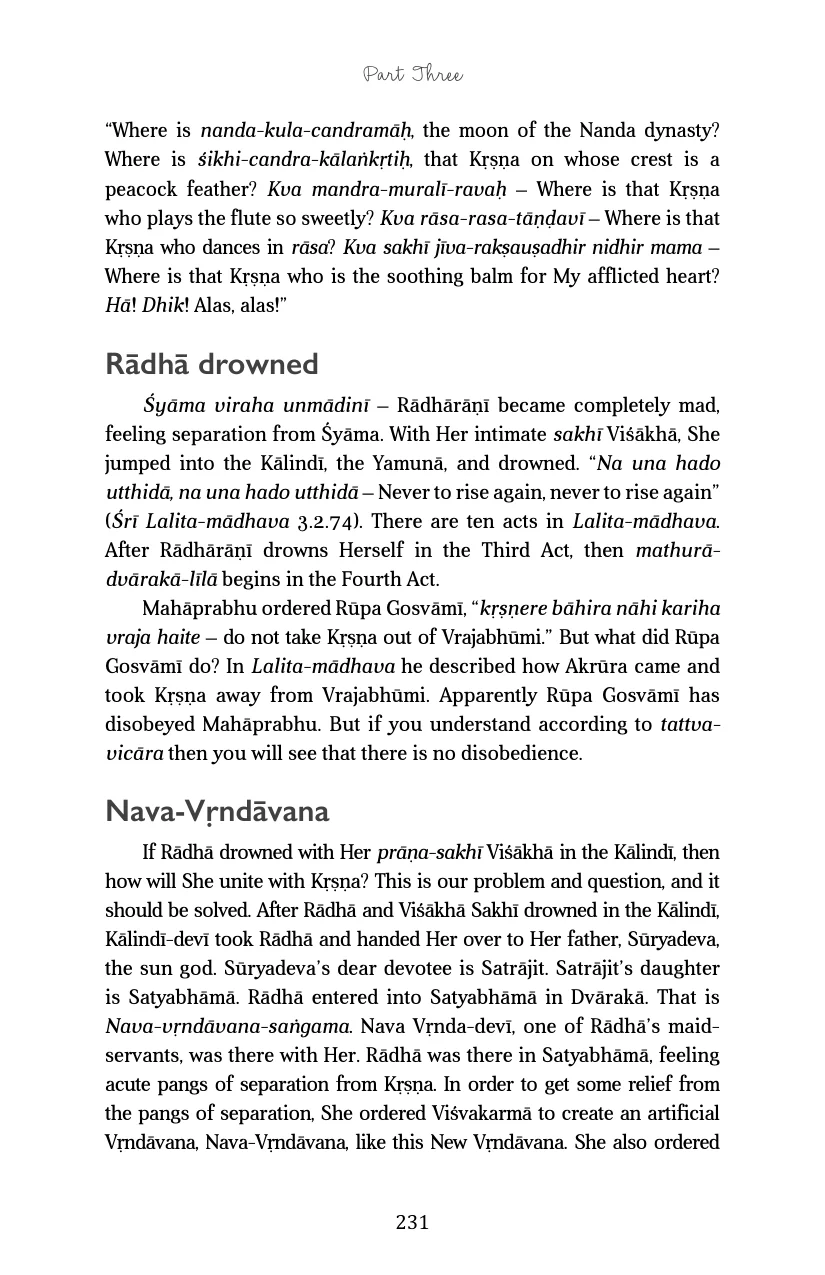 Part Three
“Where is nanda-kula-candramāḥ, the moon of the Nanda dynasty?
Where is śikhi-candra-kālaṅkṛtiḥ, that Kṛṣṇa on whose crest is a
peacock feather? Kva mandra-muralī-ravaḥ – Where is that Kṛṣṇa
who plays the flute so sweetly? Kva rāsa-rasa-tāṇḍavī – Where is that
Kṛṣṇa who dances in rāsa? Kva sakhī jīva-rakṣauṣadhir nidhir mama –
Where is that Kṛṣṇa who is the soothing balm for My afflicted heart?
Hā! Dhik! Alas, alas!”
Rādhā drowned
Śyāma viraha unmādinī – Rādhārāṇī became completely mad,
feeling separation from Śyāma. With Her intimate sakhī Viśākhā, She
jumped into the Kālindī, the Yamunā, and drowned. “Na una hado
utthidā, na una hado utthidā – Never to rise again, never to rise again”
(Śrī Lalita-mādhava 3.2.74). There are ten acts in Lalita-mādhava.
After Rādhārāṇī drowns Herself in the Third Act, then mathurā-
dvārakā-līlā begins in the Fourth Act.
Mahāprabhu ordered Rūpa Gosvāmī, “kṛṣṇere bāhira nāhi kariha
vraja haite – do not take Kṛṣṇa out of Vrajabhūmi.” But what did Rūpa
Gosvāmī do? In Lalita-mādhava he described how Akrūra came and
took Kṛṣṇa away from Vrajabhūmi. Apparently Rūpa Gosvāmī has
disobeyed Mahāprabhu. But if you understand according to tattva-
vicāra then you will see that there is no disobedience.
Nava-Vṛndāvana
If Rādhā drowned with Her prāṇa-sakhī Viśākhā in the Kālindī, then
how will She unite with Kṛṣṇa? This is our problem and question, and it
should be solved. After Rādhā and Viśākhā Sakhī drowned in the Kālindī,
Kālindī-devī took Rādhā and handed Her over to Her father, Sūryadeva,
the sun god. Sūryadeva’s dear devotee is Satrājit. Satrājit’s daughter
is Satyabhāmā. Rādhā entered into Satyabhāmā in Dvārakā. That is
Nava-vṛndāvana-saṅgama. Nava Vṛnda-devī, one of Rādhā’s maid-
servants, was there with Her. Rādhā was there in Satyabhāmā, feeling
acute pangs of separation from Kṛṣṇa. In order to get some relief from
the pangs of separation, She ordered Viśvakarmā to create an artificial
Vṛndāvana, Nava-Vṛndāvana, like this New Vṛndāvana. She also ordered
231